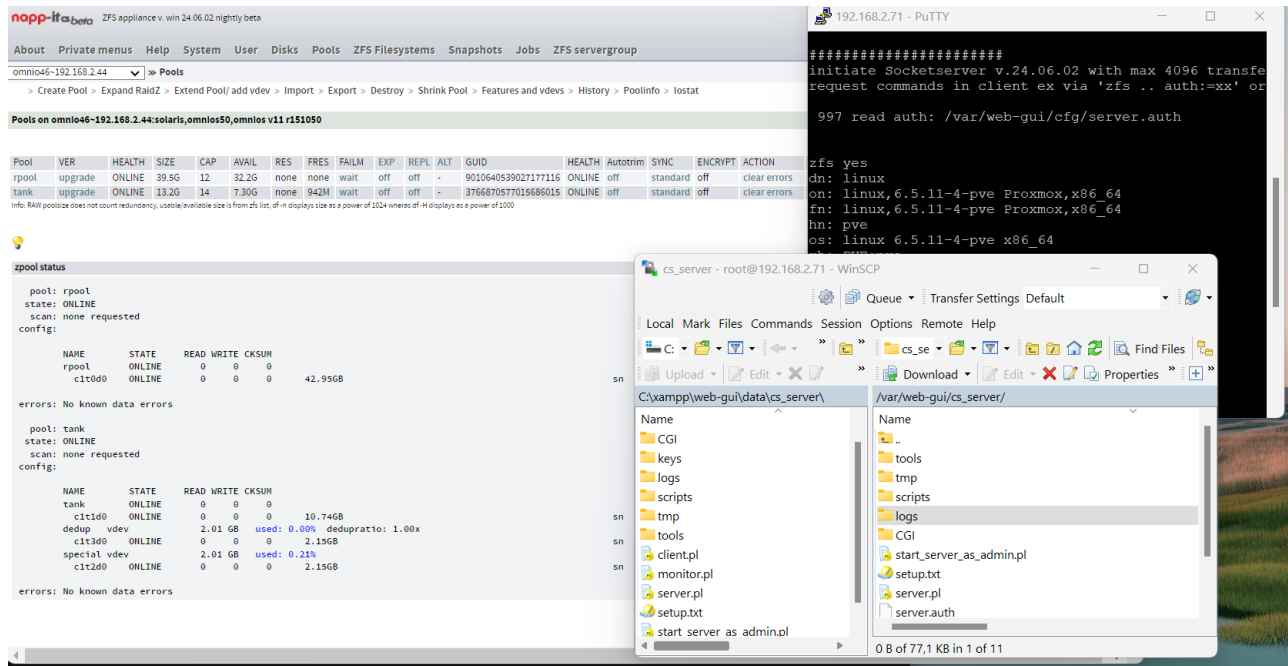 napp-it cs beta ZFS appliance v. win 24.06.02 nightly beta
About Private menus Help System User Disks Pools ZFS Filesystems Snapshots Jobs ZFS servergroup
omnio46~192.168.2.44 >> Pools
> Create Pool > Expand RaidZ > Extend Pool/ add vdev > Import > Export > Destroy > Shrink Pool > Features and vdevs > History > Poolinfo > Iostat
Pools on omnio46~192.168.2.44:solaris,omnios50,omnios v11 r151050
Pool VER HEALTH SIZE CAP AVAIL RES FRES FAILM EXP REPL ALT GUID HEALTH Autotrim SYNC ENCRYPT ACTION
rpool upgrade ONLINE 39.5G 12 32.2G none none wait off off - 9010640539027177116 ONLINE off standard off clear errors
tank upgrade ONLINE 13.2G 14 7.30G none 942M wait off off - 3766870577015686015 ONLINE off standard off clear errors
Info: RAW poolsize does not count redundancy, usable/available size is from zfs list, df -h displays size as a power of 1024 wheras df -H displays as a power of 1000
zpool status
pool: rpool
state: ONLINE
scan: none requested
config:
NAME STATE READ WRITE CKSUM
rpool ONLINE 0 0 0
c1t0d0 ONLINE 0 0 0 42.95GB sn
errors: No known data errors
pool: tank
state: ONLINE
scan: none requested
config:
NAME STATE READ WRITE CKSUM
tank ONLINE 0 0 0
c1t1d0 ONLINE 0 0 0 10.74GB sn
dedup vdev 2.01 GB used: 0.00% dedupratio: 1.00x
c1t3d0 ONLINE 0 0 0 2.15GB sn
special vdev 2.01 GB used: 0.21%
c1t2d0 ONLINE 0 0 0 2.15GB sn
errors: No known data errors
192.168.2.71 - PuTTY
#######################
initiate Socketserver v.24.06.02 with max 4096 transfe
request commands in client ex via 'zfs .. auth:=xx' or
997 read auth: /var/web-gui/cfg/server.auth
zfs yes
dn: linux
on: linux,6.5.11-4-pve Proxmox,x86_64
fn: linux,6.5.11-4-pve Proxmox,x86_64
hn: pve
os: linux 6.5.11-4-pve x86_64
cs_server - root@192.168.2.71 - WinSCP
Queue Transfer Settings Default
Local Mark Files Commands Session Options Remote Help
C: cs_se Find Files
Upload Edit Download Edit Properties
C:\xampp\web-gui\data\cs_server\
Name
CGI
keys
logs
scripts
tmp
tools
client.pl
monitor.pl
server.pl
setup.txt
start_server_as_admin.pl
/var/web-gui/cs_server/
Name
..
tools
tmp
scripts
logs
CGI
start_server_as_admin.pl
setup.txt
server.pl
server.auth
0 B of 77,1 KB in 1 of 11